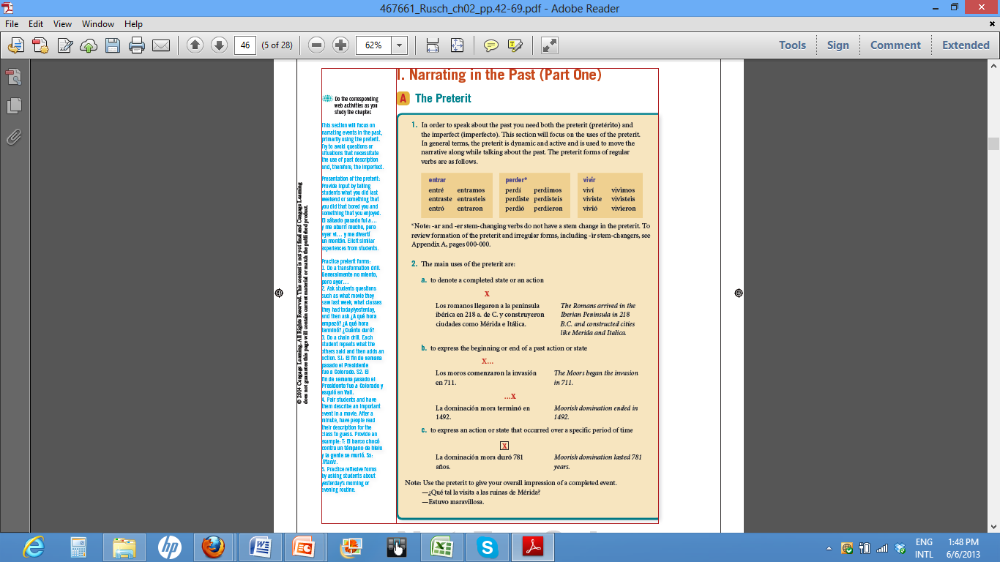 467661_Rusch_ch02_pp.42-69.pdf - Adobe Reader
File Edit View Window Help
46 (5 of 28) 62% Tools Sign Comment Extended
I. Narrating in the Past (Part One)
A The Preterit
Do the corresponding
web activities as you
study the chapter.
This section will focus on
narrating events in the past,
primarily using the preterit.
Try to avoid questions or
situations that necessitate
the use of past description
and, therefore, the imperfect.
Presentation of the preterit:
Provide input by telling
students what you did last
weekend or something that
you did that bored you and
something that you enjoyed.
El sábado pasado fui a…
y me aburrí mucho, pero
ayer vi… y me divertí
un montón. Elicit similar
experiences from students.
Practice preterit forms:
1. Do a transformation drill.
Generalmente no miento,
pero ayer…
2. Ask students questions
such as what movie they
saw last week, what classes
they had today/yesterday,
and then ask ¿A qué hora
empezó? ¿A qué hora
terminó? ¿Cuánto duró?
3. Do a chain drill. Each
student repeats what the
others said and then adds an
action. S1: El fin de semana
pasado el Presidente
fue a Colorado. S2: El
fin de semana pasado el
Presidente fue a Colorado y
esquió en Vail.
4. Pair students and have
them describe an important
event in a movie. After a
minute, have people read
their description for the
class to guess. Provide an
example: T: El barco chocó
contra un témpano de hielo
y la gente se murió. Ss:
Titanic.
5. Practice reflexive forms
by asking students about
yesterday's morning or
evening routine.
© 2014 Cengage Learning. All Rights Reserved. This content is not yet final and Cengage Learning
does not guarantee this page will contain current material or match the published product.
1. In order to speak about the past you need both the preterit (pretérito) and
the imperfect (imperfecto). This section will focus on the uses of the preterit.
In general terms, the preterit is dynamic and active and is used to move the
narrative along while talking about the past. The preterit forms of regular
verbs are as follows.
entrar perder* vivir
entré entramos perdí perdimos viví vivimos
entraste entrasteis perdiste perdisteis viviste vivisteis
entró entraron perdió perdieron vivió vivieron
*Note: -ar and -er stem-changing verbs do not have a stem change in the preterit. To
review formation of the preterit and irregular forms, including -ir stem-changers, see
Appendix A, pages 000-000.
2. The main uses of the preterit are:
a. to denote a completed state or an action
X
Los romanos llegaron a la península
ibérica en 218 a. de C. y construyeron
ciudades como Mérida e Itálica.
The Romans arrived in the
Iberian Peninsula in 218
B.C. and constructed cities
like Merida and Italica.
b. to express the beginning or end of a past action or state
X…
Los moros comenzaron la invasión
en 711.
The Moors began the invasion
in 711.
…X
La dominación mora terminó en
1492.
Moorish domination ended in
1492.
c. to express an action or state that occurred over a specific period of time
X
La dominación mora duró 781
años.
Moorish domination lasted 781
years.
Note: Use the preterit to give your overall impression of a completed event.
—¿Qué tal la visita a las ruinas de Mérida?
—Estuvo maravillosa.
ENG 1:48 PM
INTL 6/6/2013